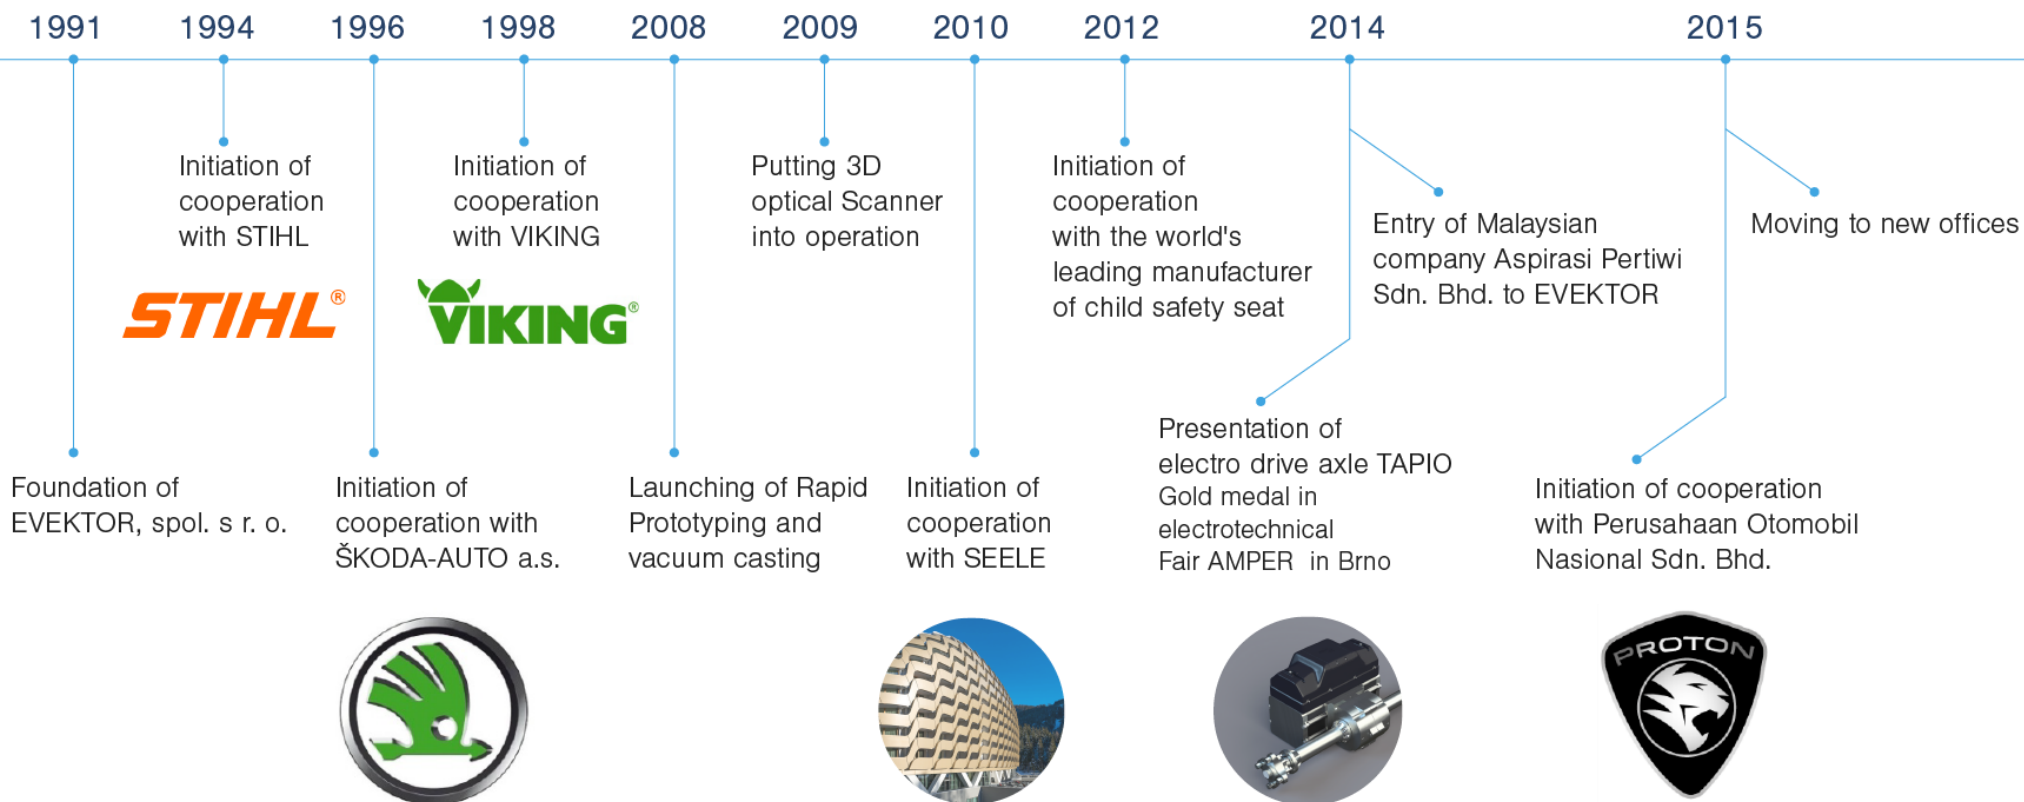 1991
1994
1996
1998
2008
2009
2010
2012
2014
2015
Initiation of
cooperation
with STIHL
STIHL®
Initiation of
cooperation
with VIKING
VIKING®
Putting 3D
optical Scanner
into operation
Initiation of
cooperation
with the world's
leading manufacturer
of child safety seat
Entry of Malaysian
company Aspirasi Pertiwi
Sdn. Bhd. to EVEKTOR
Moving to new offices
Foundation of
EVEKTOR, spol. s r. o.
Initiation of
cooperation with
ŠKODA-AUTO a.s.
Launching of Rapid
Prototyping and
vacuum casting
Initiation of
cooperation
with SEELE
Presentation of
electro drive axle TAPIO
Gold medal in
electrotechnical
Fair AMPER in Brno
Initiation of cooperation
with Perusahaan Otomobil
Nasional Sdn. Bhd.
PROTON